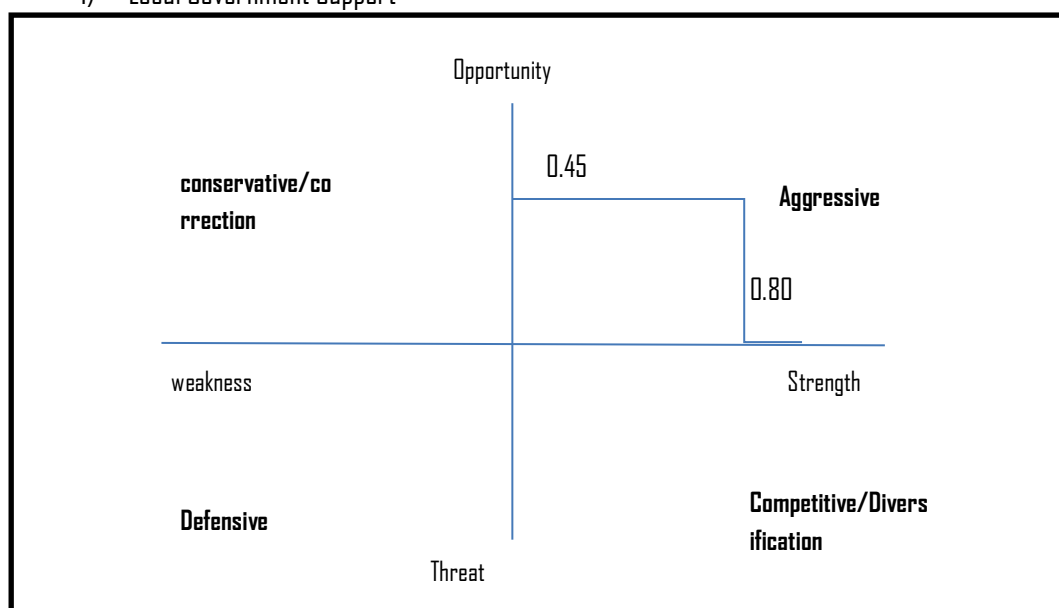 Local Government Support
Opportunity
0.45
conservative/co
rrection
Aggressive
0.80
weakness
Strength
Defensive
Competitive/Divers
ification
Threat